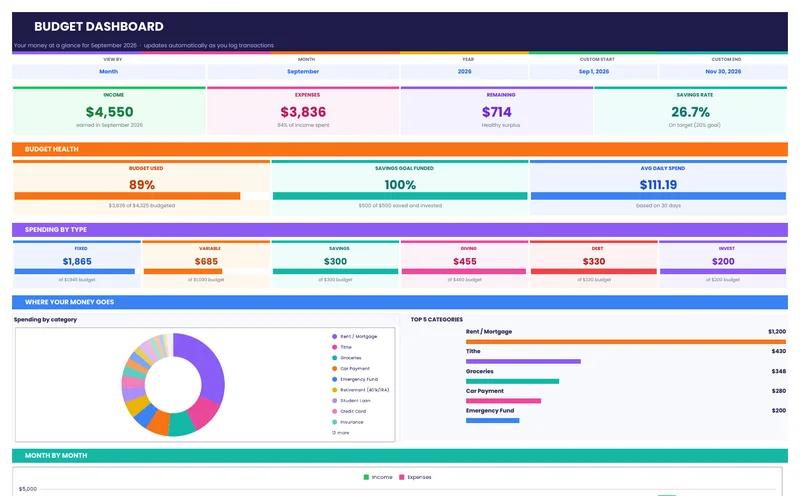 BUDGET DASHBOARD
Your money at a glance for September 2026 · updates automatically as you log transactions
VIEW BY MONTH YEAR CUSTOM START CUSTOM END
Month September 2026 Sep 1, 2026 Nov 30, 2026
INCOME EXPENSES REMAINING SAVINGS RATE
$4,550 $3,836 $714 26.7%
earned in September 2026 84% of income spent Healthy surplus On target (20% goal)
BUDGET HEALTH
BUDGET USED SAVINGS GOAL FUNDED AVG DAILY SPEND
89% 100% $111.19
$3,836 of $4,325 budgeted $500 of $500 saved and invested based on 30 days
SPENDING BY TYPE
FIXED VARIABLE SAVINGS GIVING DEBT INVEST
$1,865 $685 $300 $455 $330 $200
of $1,945 budget of $300 budget of $460 budget of $330 budget of $200 budget
WHERE YOUR MONEY GOES
Spending by category
Rent / Mortgage
Tithe
Groceries
Car Payment
Emergency Fund
Retirement (401k/IRA)
Student Loan
Credit Card
Insurance
12 more
TOP 5 CATEGORIES
Rent / Mortgage $1,200
Tithe $430
Groceries $348
Car Payment $280
Emergency Fund $200
MONTH BY MONTH
Income Expenses
$5,000